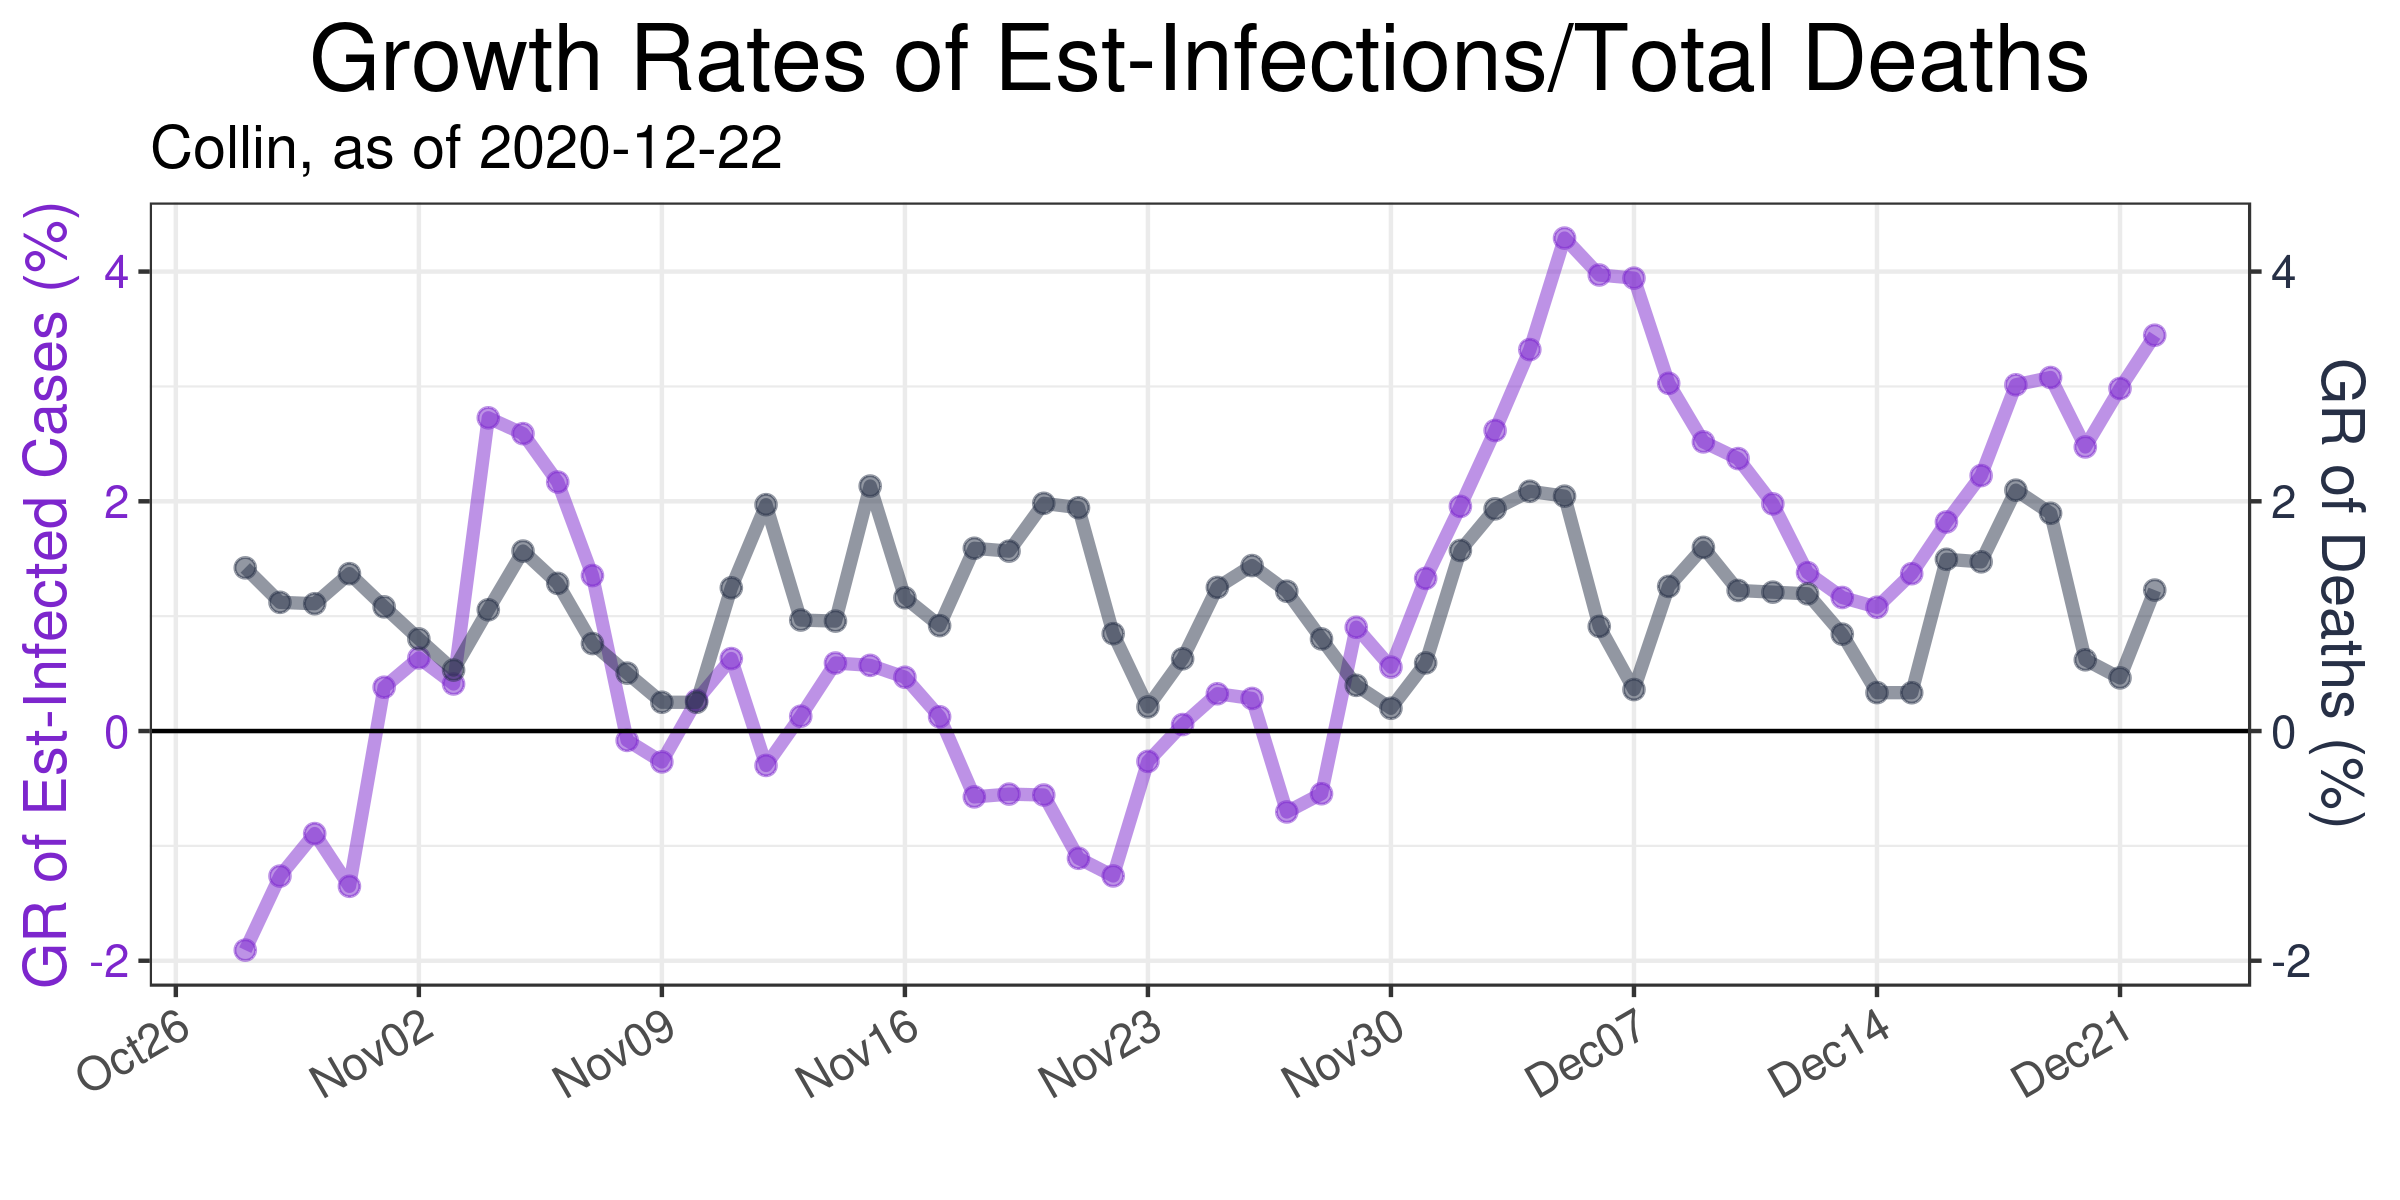 Growth Rates of Est-Infections/Total Deaths
Collin, as of 2020-12-22
GR of Est-Infected Cases (%)
4
2
0
-2
4
2
0
-2
GR of Deaths (%)
Oct26
Nov02
Nov09
Nov16
Nov23
Nov30
Dec07
Dec14
Dec21